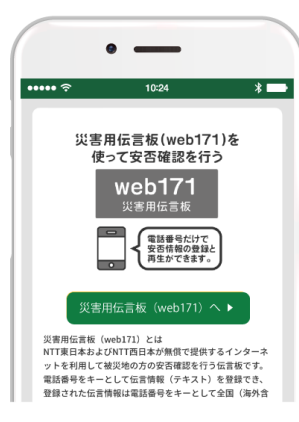 10:24
災害用伝言板(web171)を
使って安否確認を行う
web171
災害用伝言板
電話番号だけで
安否情報の登録と
再生ができます。
災害用伝言板（web171）へ ▶
災害用伝言板（web171）とは
NTT東日本およびNTT西日本が無償で提供するインターネ
ットを利用して被災地の方の安否確認を行う伝言板です。
電話番号をキーとして伝言情報（テキスト）を登録でき、
登録された伝言情報は電話番号をキーとして全国（海外含